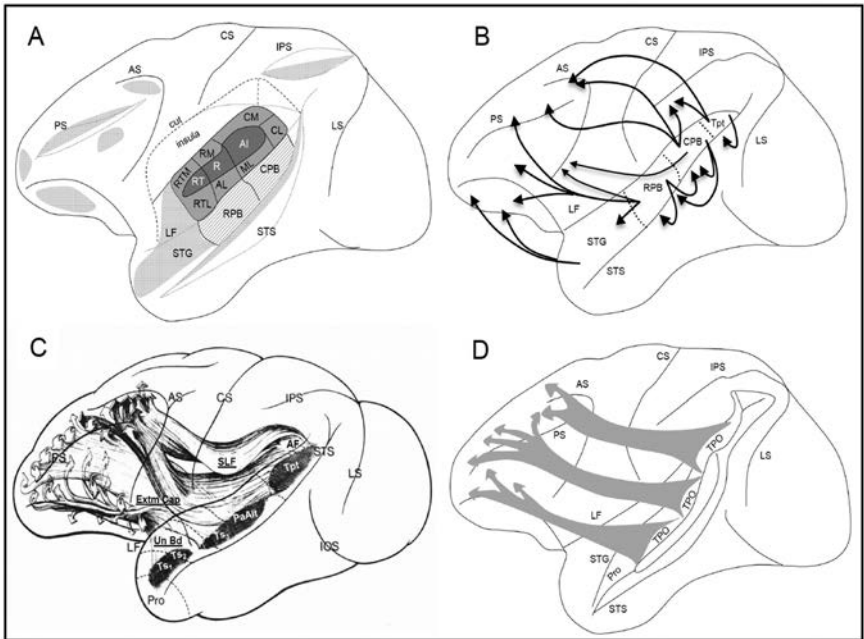 A
CS
IPS
AS
PS
cut
insula
LS
CM
AI
CL
RM
R
ML
CPB
RTM
RT
AL
RTL
RPB
LF
STG
STS
B
CS
IPS
AS
PS
Tpt
LS
CPB
RPB
LF
STG
STS
C
AS
CS
IPS
PS
SLF
AF
STS
Tpt
LS
Extm Cap
PaAlt
Un Bd
LF
IOS
Ts₁
Ts₂
Ts₃
Pro
D
CS
IPS
AS
PS
TPO
LS
TPO
LF
TPO
STG
Pro
STS